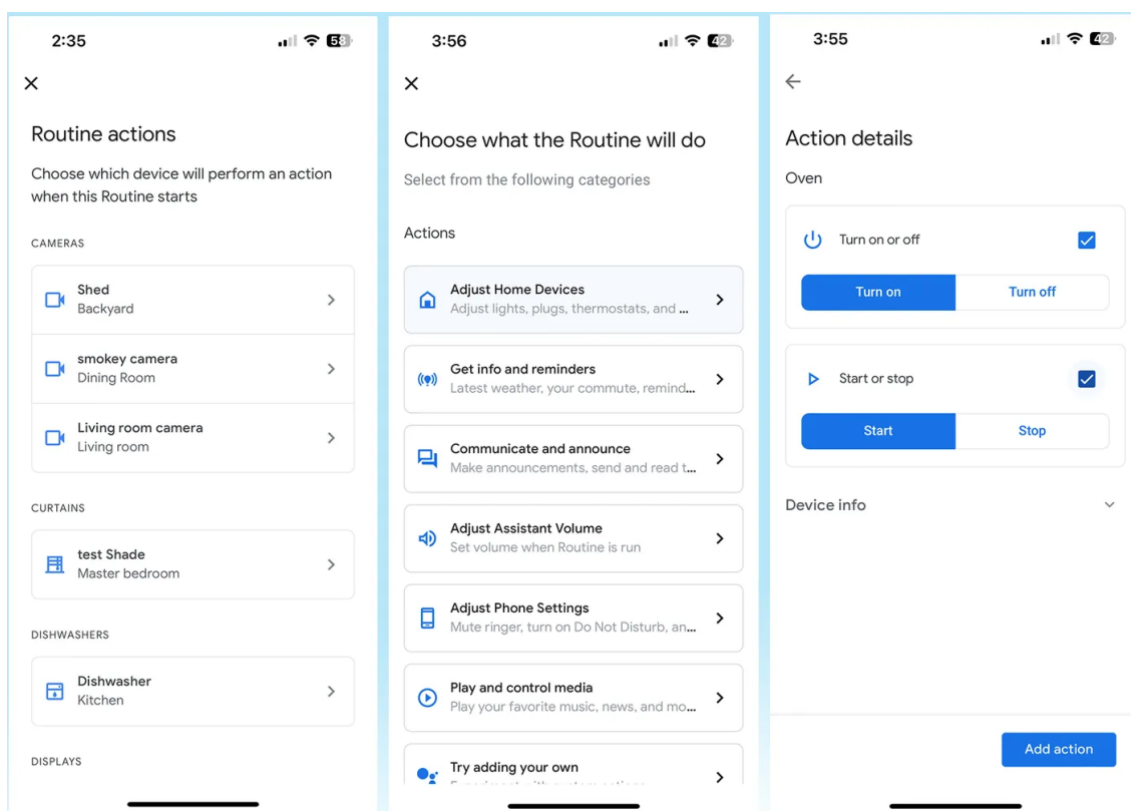 2:35
58
Routine actions
Choose which device will perform an action
when this Routine starts
CAMERAS
Shed
Backyard
smokey camera
Dining Room
Living room camera
Living room
CURTAINS
test Shade
Master bedroom
DISHWASHERS
Dishwasher
Kitchen
DISPLAYS
3:56
42
Choose what the Routine will do
Select from the following categories
Actions
Adjust Home Devices
Adjust lights, plugs, thermostats, and ...
Get info and reminders
Latest weather, your commute, remind...
Communicate and announce
Make announcements, send and read t...
Adjust Assistant Volume
Set volume when Routine is run
Adjust Phone Settings
Mute ringer, turn on Do Not Disturb, an...
Play and control media
Play your favorite music, news, and mo...
Try adding your own
3:55
42
Action details
Oven
Turn on or off
Turn on
Turn off
Start or stop
Start
Stop
Device info
Add action